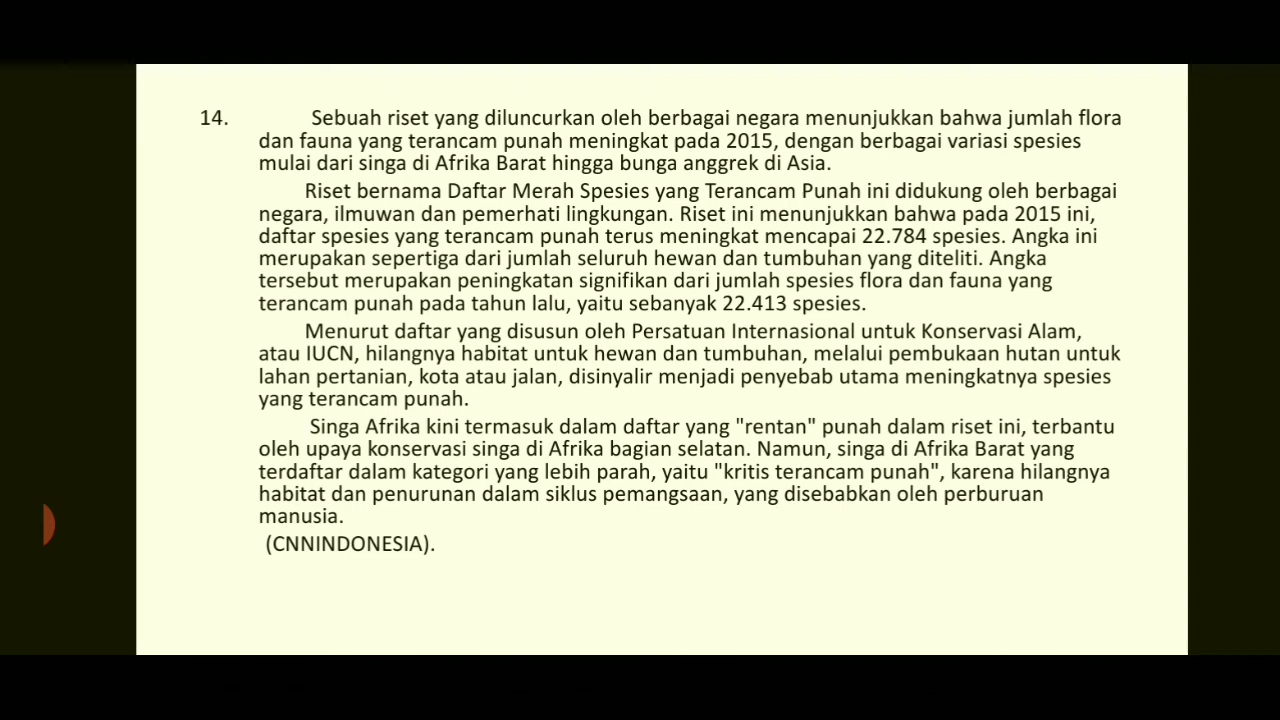 14. Sebuah riset yang diluncurkan oleh berbagai negara menunjukkan bahwa jumlah flora
dan fauna yang terancam punah meningkat pada 2015, dengan berbagai variasi spesies
mulai dari singa di Afrika Barat hingga bunga anggrek di Asia.
Riset bernama Daftar Merah Spesies yang Terancam Punah ini didukung oleh berbagai
negara, ilmuwan dan pemerhati lingkungan. Riset ini menunjukkan bahwa pada 2015 ini,
daftar spesies yang terancam punah terus meningkat mencapai 22.784 spesies. Angka ini
merupakan sepertiga dari jumlah seluruh hewan dan tumbuhan yang diteliti. Angka
tersebut merupakan peningkatan signifikan dari jumlah spesies flora dan fauna yang
terancam punah pada tahun lalu, yaitu sebanyak 22.413 spesies.
Menurut daftar yang disusun oleh Persatuan Internasional untuk Konservasi Alam,
atau IUCN, hilangnya habitat untuk hewan dan tumbuhan, melalui pembukaan hutan untuk
lahan pertanian, kota atau jalan, disinyalir menjadi penyebab utama meningkatnya spesies
yang terancam punah.
Singa Afrika kini termasuk dalam daftar yang "rentan" punah dalam riset ini, terbantu
oleh upaya konservasi singa di Afrika bagian selatan. Namun, singa di Afrika Barat yang
terdaftar dalam kategori yang lebih parah, yaitu "kritis terancam punah", karena hilangnya
habitat dan penurunan dalam siklus pemangsaan, yang disebabkan oleh perburuan
manusia.
(CNNINDONESIA).